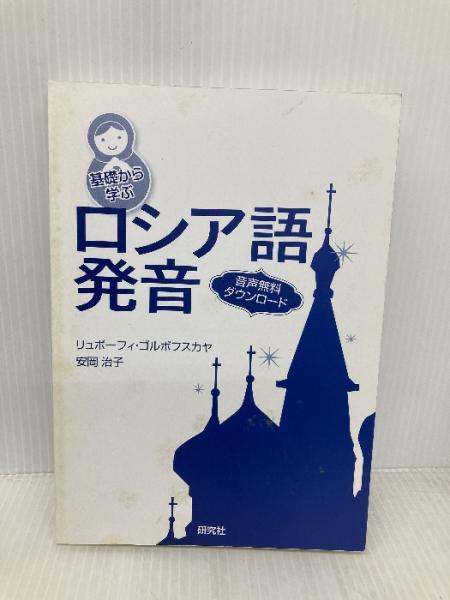 基礎から
学ぶ
ロシア語
発音
音声無料
ダウンロード
リュボーフィ・ゴルボフスカヤ
安岡 治子
研究社